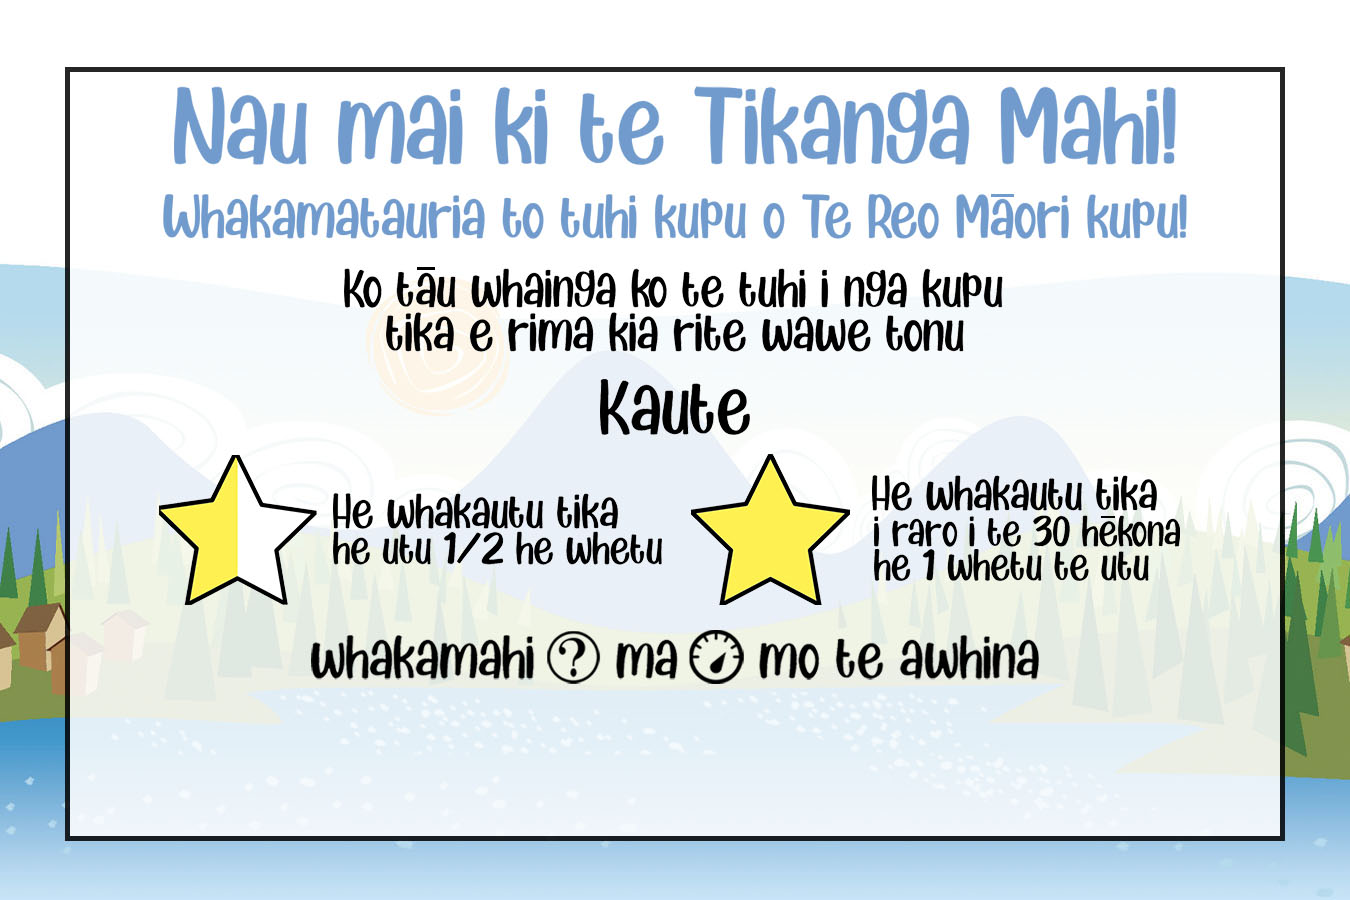 Nau mai ki te Tikanga Mahi!
Whakamatauria to tuhi kupu o Te Reo Māori kupu!
Ko tāu whainga ko te tuhi i nga kupu
tika e rima kia rite wawe tonu
Kaute
He whakautu tika
he utu 1/2 he whetu
He whakautu tika
i raro i te 30 hēkona
he 1 whetu te utu
whakamahi ? ma mo te awhina